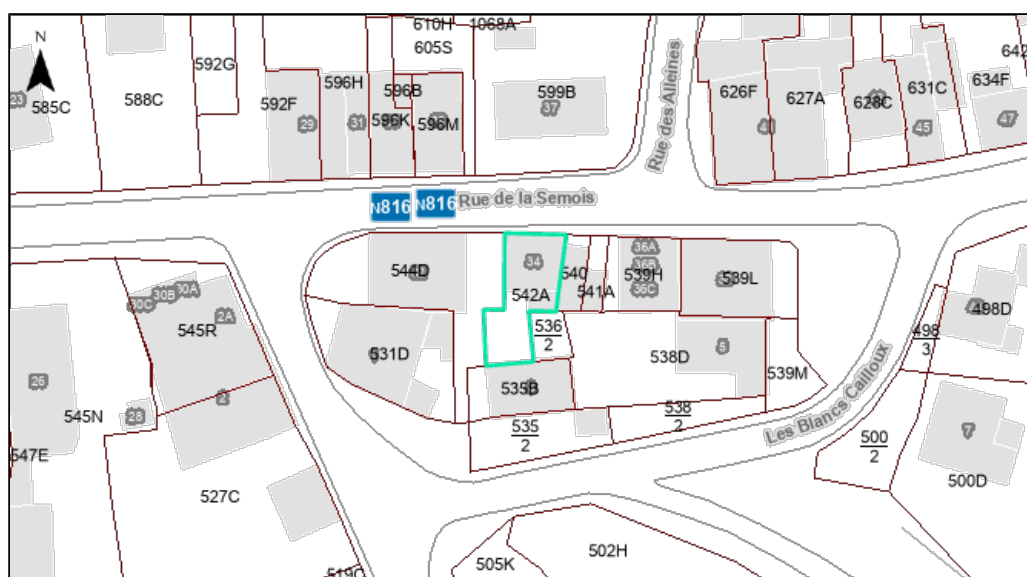 610H
1068A
605S
642
592G
596H
596B
599B
634F
N
588C
592F
626F
627A
631C
23
585C
628C
37
29
31
596K
596M
41
45
47
Rue des Alleines
N816
N816
Rue de la Semois
36A
544D
34
540
36B
539H
539L
542A
541A
36C
30C
30B
30A
2A
545R
536
2
498
3
498D
531D
5
538D
539M
26
2
535B
28
545N
538
2
535
2
Les Blancs Cailloux
500
2
7
547E
500D
527C
502H
505K
519C